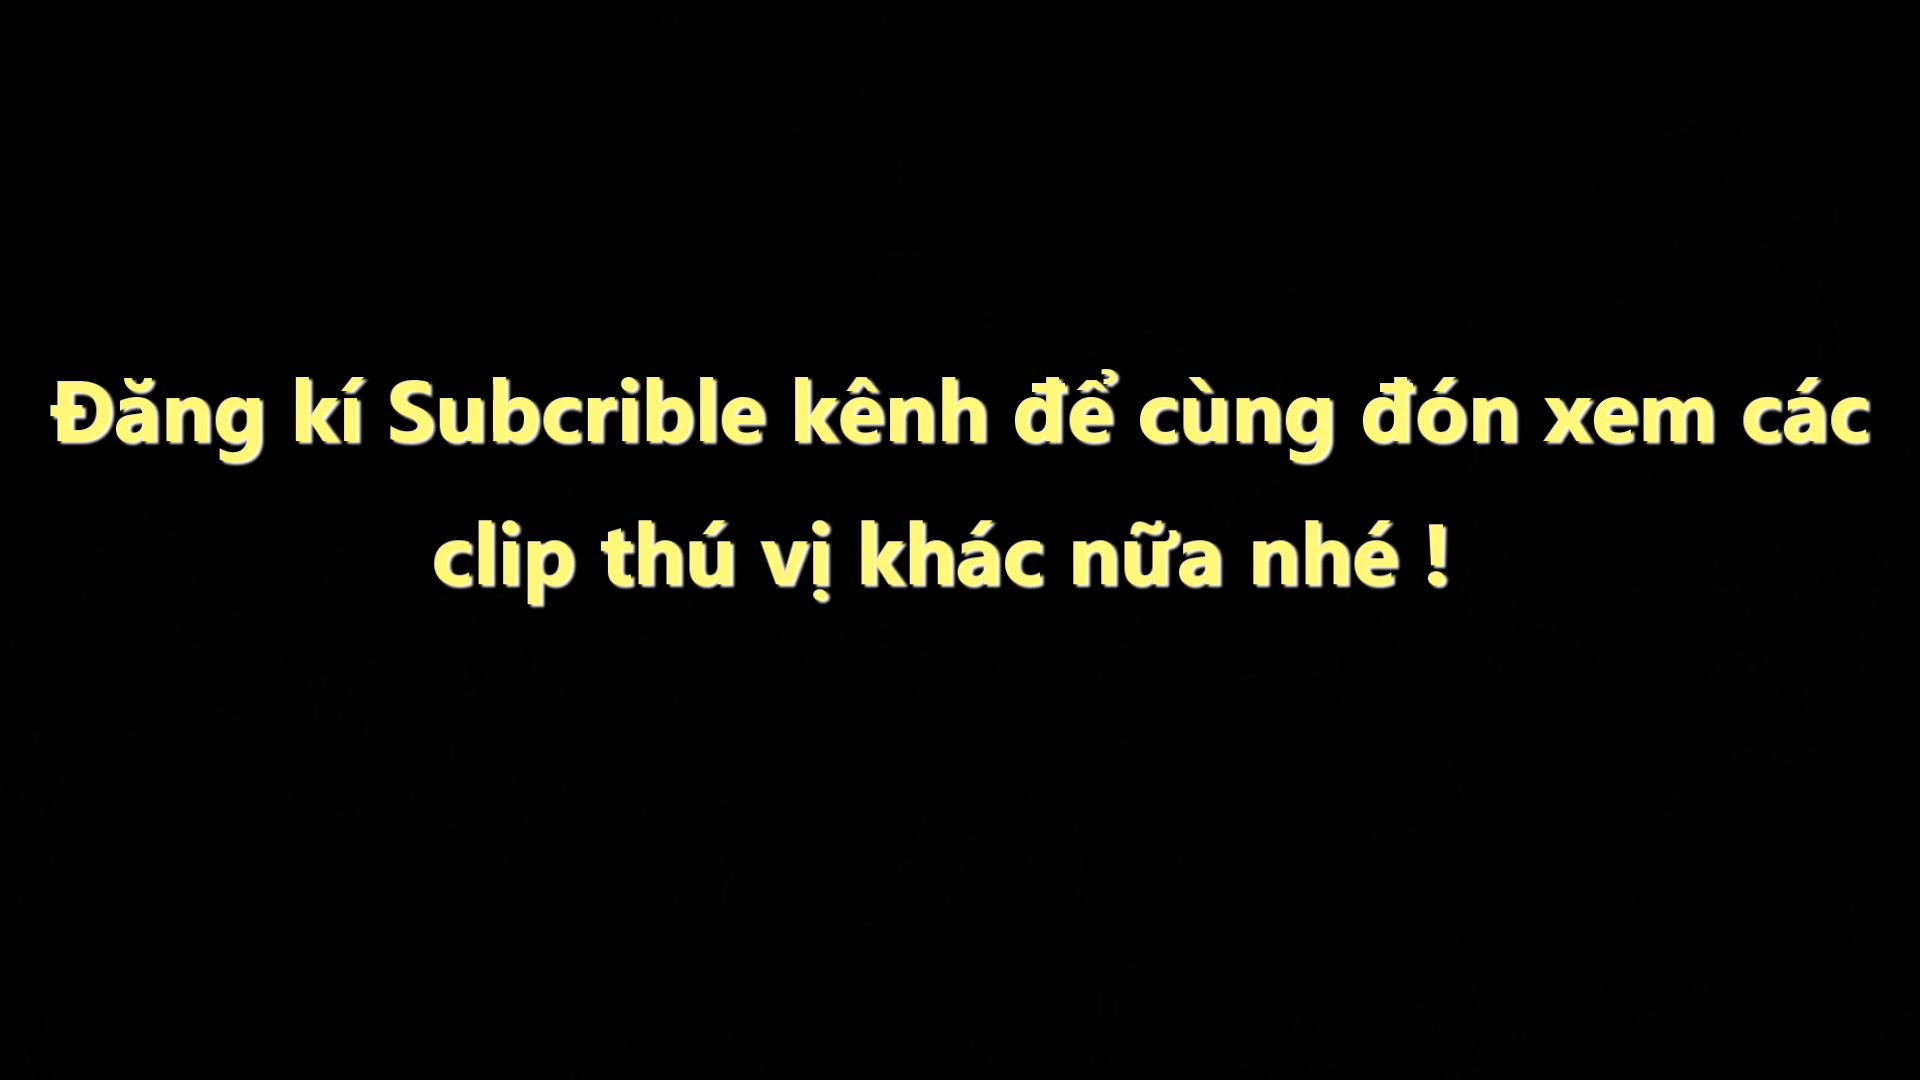 Đăng kí Subcrible kênh để cùng đón xem các
clip thú vị khác nữa nhé !